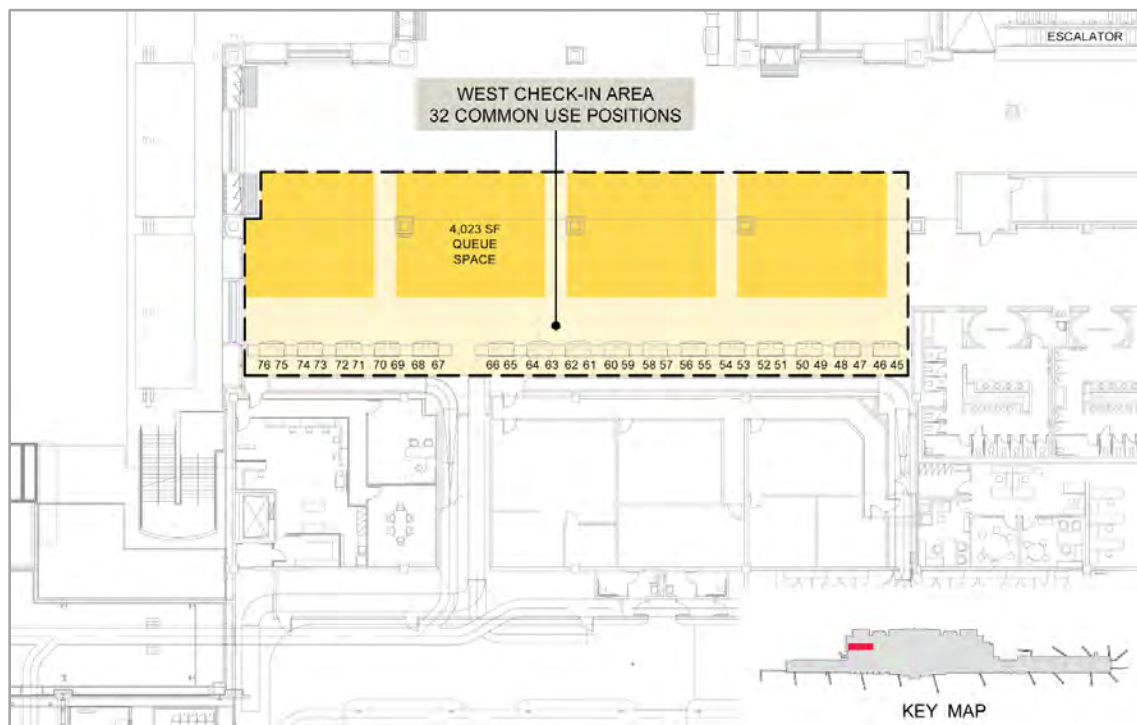 ESCALATOR
WEST CHECK-IN AREA
32 COMMON USE POSITIONS
4,023 SF
QUEUE
SPACE
76 75 74 73 72 71 70 69 68 67 66 65 64 63 62 61 60 59 58 57 56 55 54 53 52 51 50 49 48 47 46 45
KEY MAP